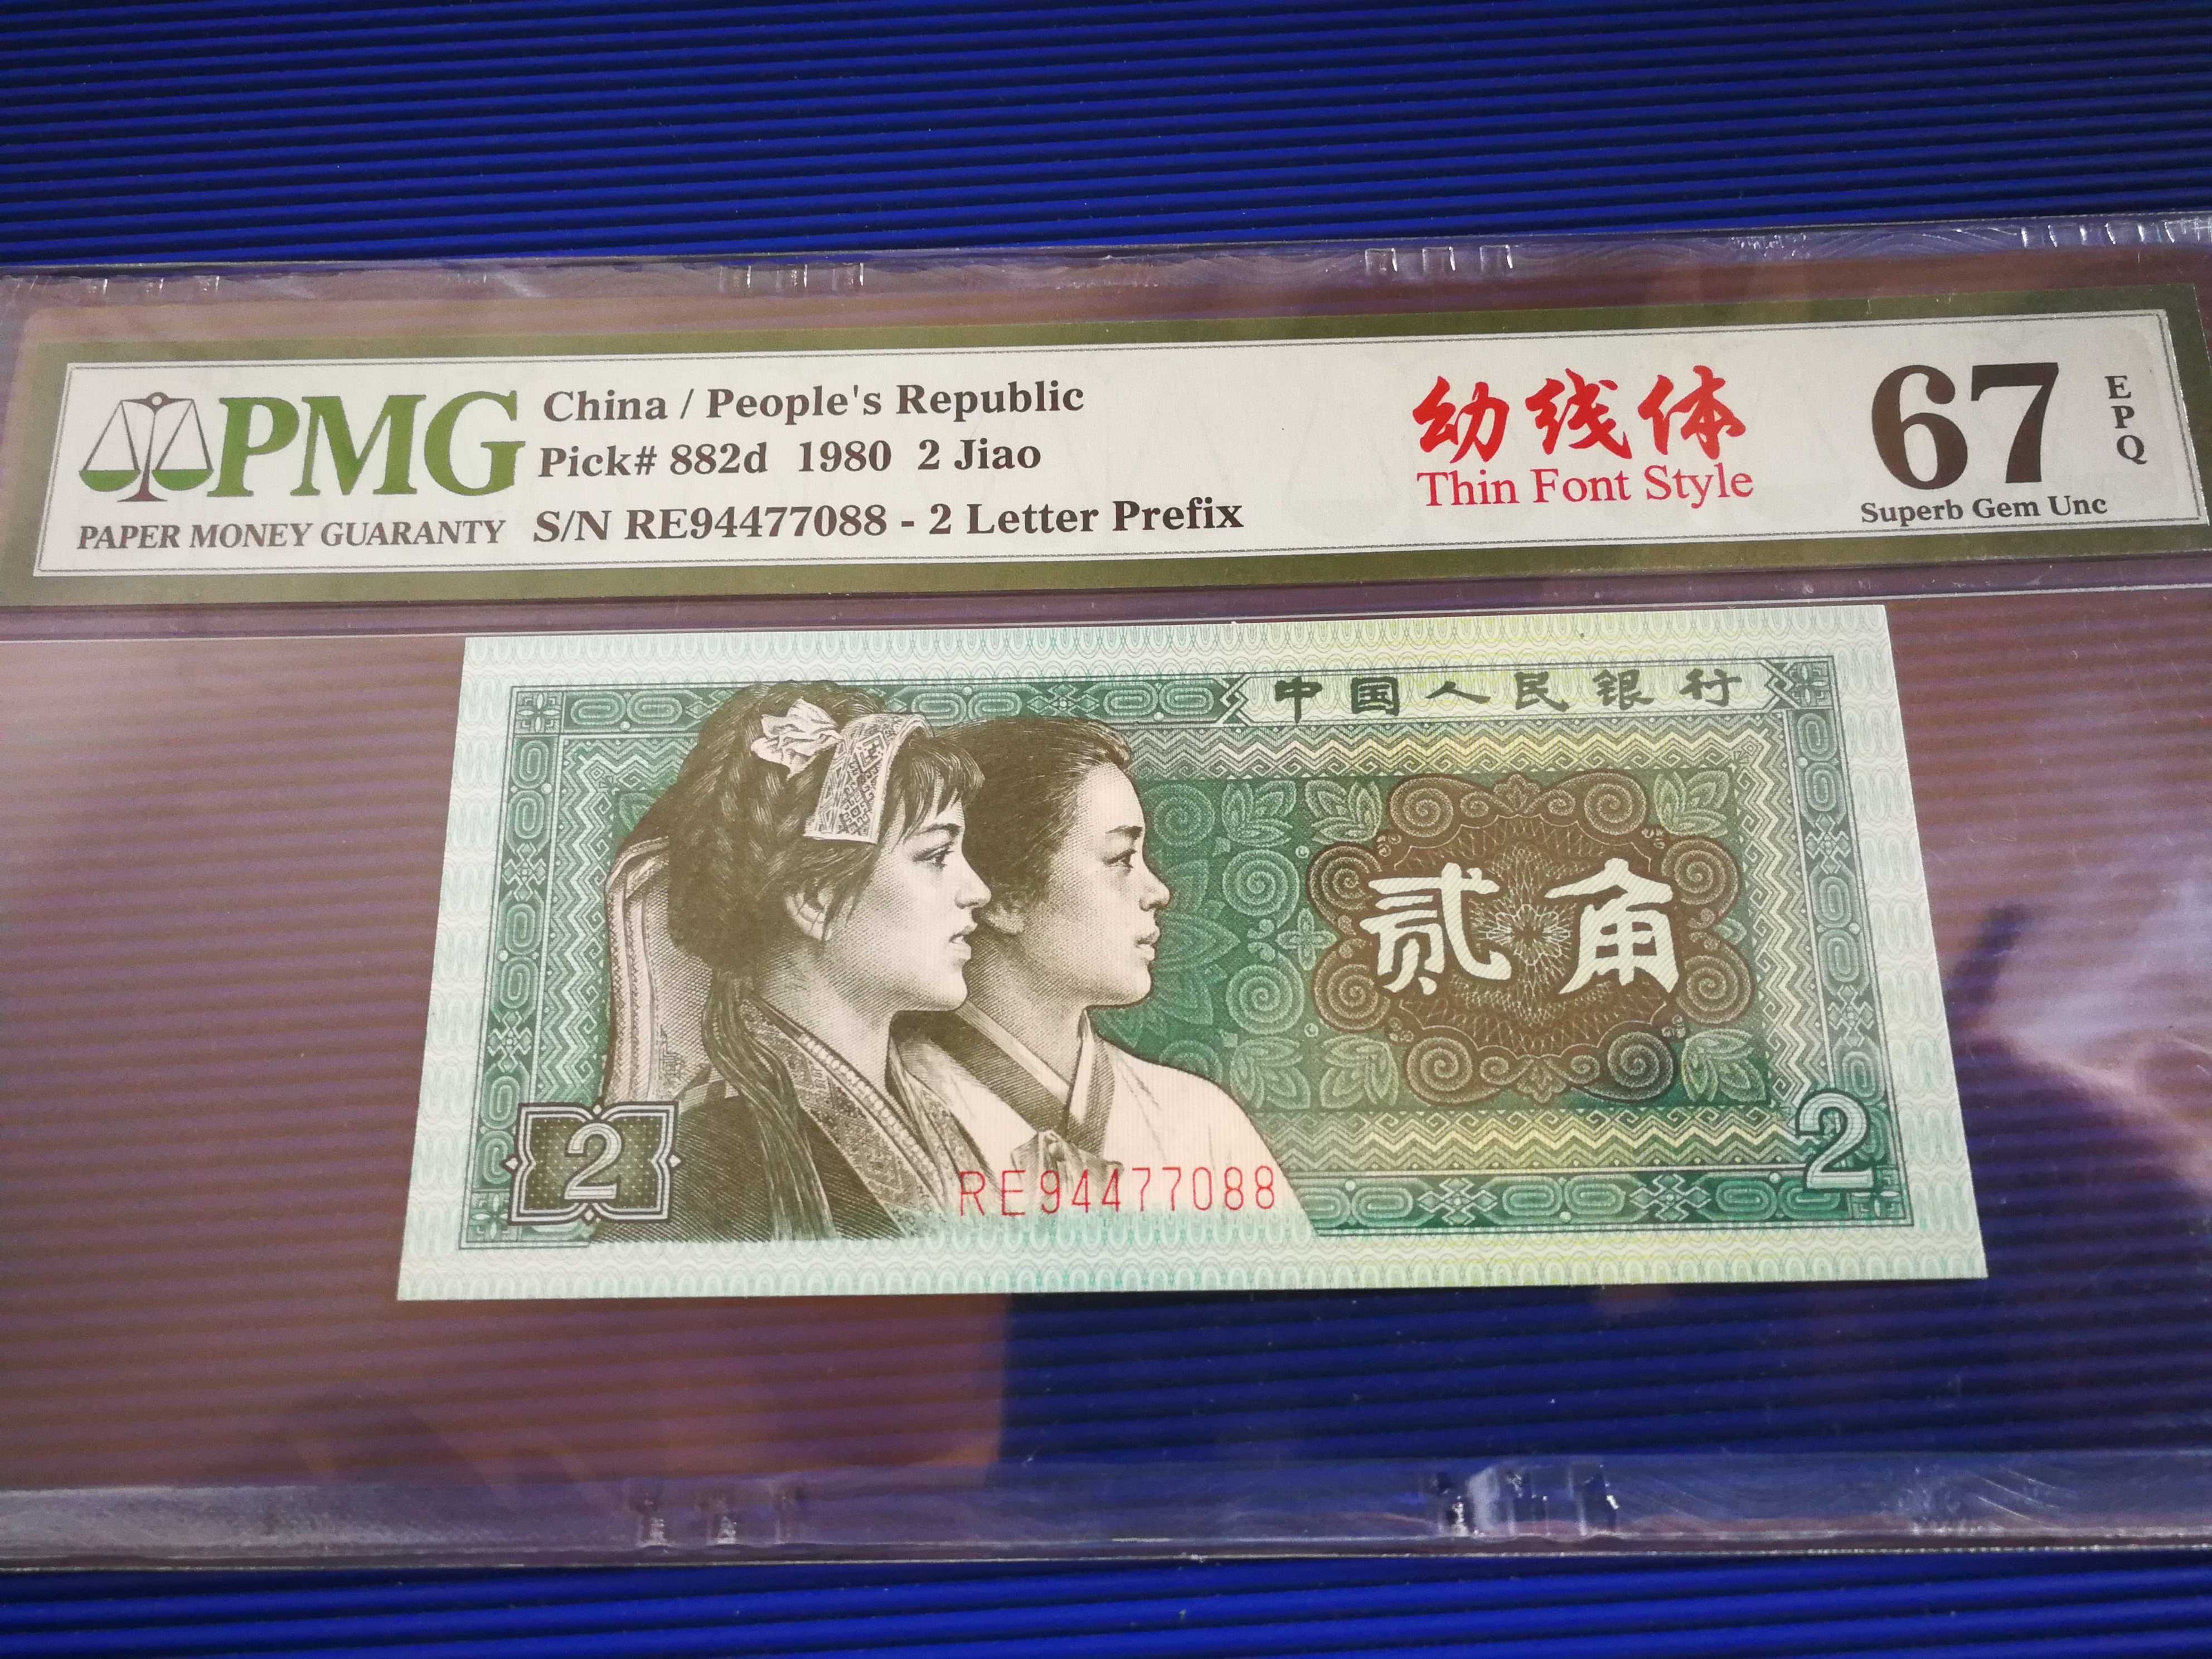 PMG
PAPER MONEY GUARANTY
China / People's Republic
Pick# 882d 1980 2 Jiao
S/N RE94477088 - 2 Letter Prefix
幼线体
Thin Font Style
67
EPQ
Superb Gem Unc
中国人民银行
贰角
2
2
RE94477088